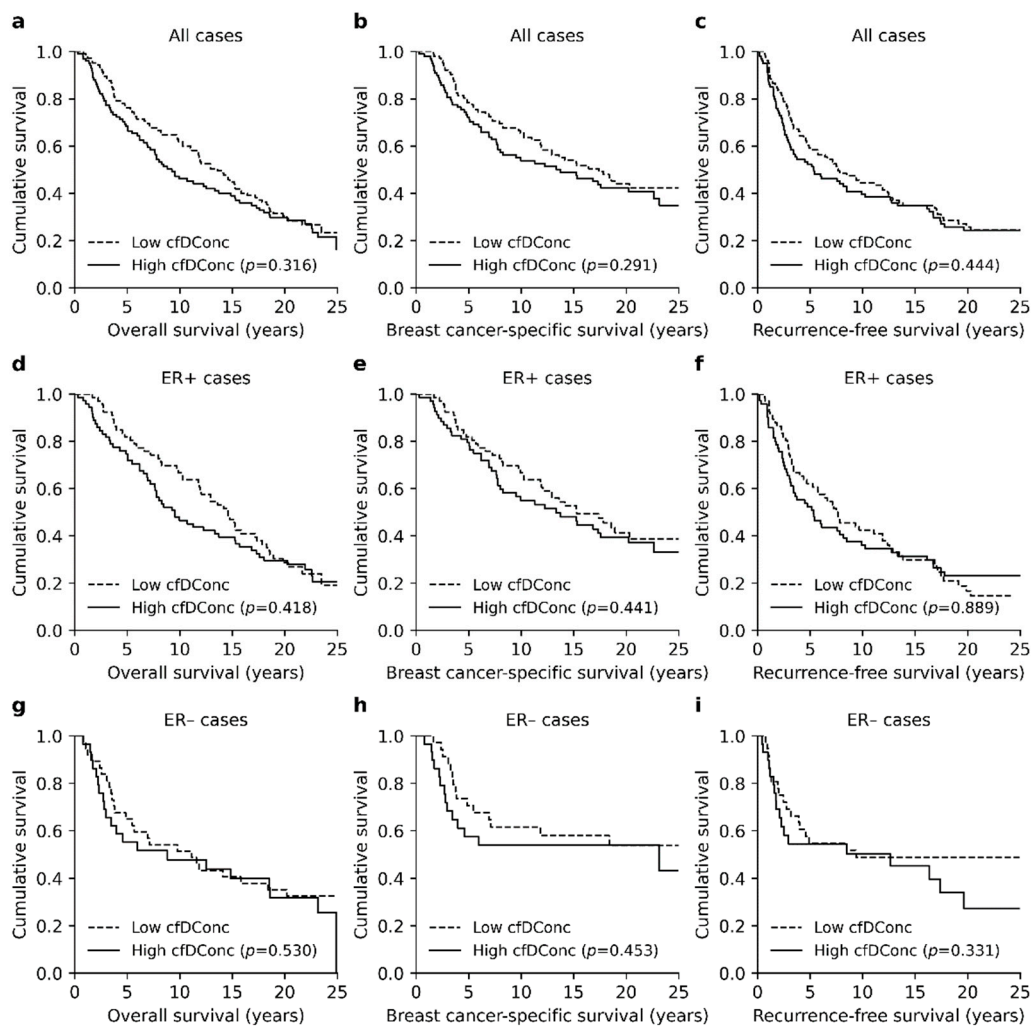 a
All cases
Cumulative survival
1.0
0.8
0.6
0.4
0.2
0.0
Low cfDConc
High cfDConc (p=0.316)
0 5 10 15 20 25
Overall survival (years)
b
All cases
Cumulative survival
1.0
0.8
0.6
0.4
0.2
0.0
Low cfDConc
High cfDConc (p=0.291)
0 5 10 15 20 25
Breast cancer-specific survival (years)
c
All cases
Cumulative survival
1.0
0.8
0.6
0.4
0.2
0.0
Low cfDConc
High cfDConc (p=0.444)
0 5 10 15 20 25
Recurrence-free survival (years)
d
ER+ cases
Cumulative survival
1.0
0.8
0.6
0.4
0.2
0.0
Low cfDConc
High cfDConc (p=0.418)
0 5 10 15 20 25
Overall survival (years)
e
ER+ cases
Cumulative survival
1.0
0.8
0.6
0.4
0.2
0.0
Low cfDConc
High cfDConc (p=0.441)
0 5 10 15 20 25
Breast cancer-specific survival (years)
f
ER+ cases
Cumulative survival
1.0
0.8
0.6
0.4
0.2
0.0
Low cfDConc
High cfDConc (p=0.889)
0 5 10 15 20 25
Recurrence-free survival (years)
g
ER– cases
Cumulative survival
1.0
0.8
0.6
0.4
0.2
0.0
Low cfDConc
High cfDConc (p=0.530)
0 5 10 15 20 25
Overall survival (years)
h
ER– cases
Cumulative survival
1.0
0.8
0.6
0.4
0.2
0.0
Low cfDConc
High cfDConc (p=0.453)
0 5 10 15 20 25
Breast cancer-specific survival (years)
i
ER– cases
Cumulative survival
1.0
0.8
0.6
0.4
0.2
0.0
Low cfDConc
High cfDConc (p=0.331)
0 5 10 15 20 25
Recurrence-free survival (years)